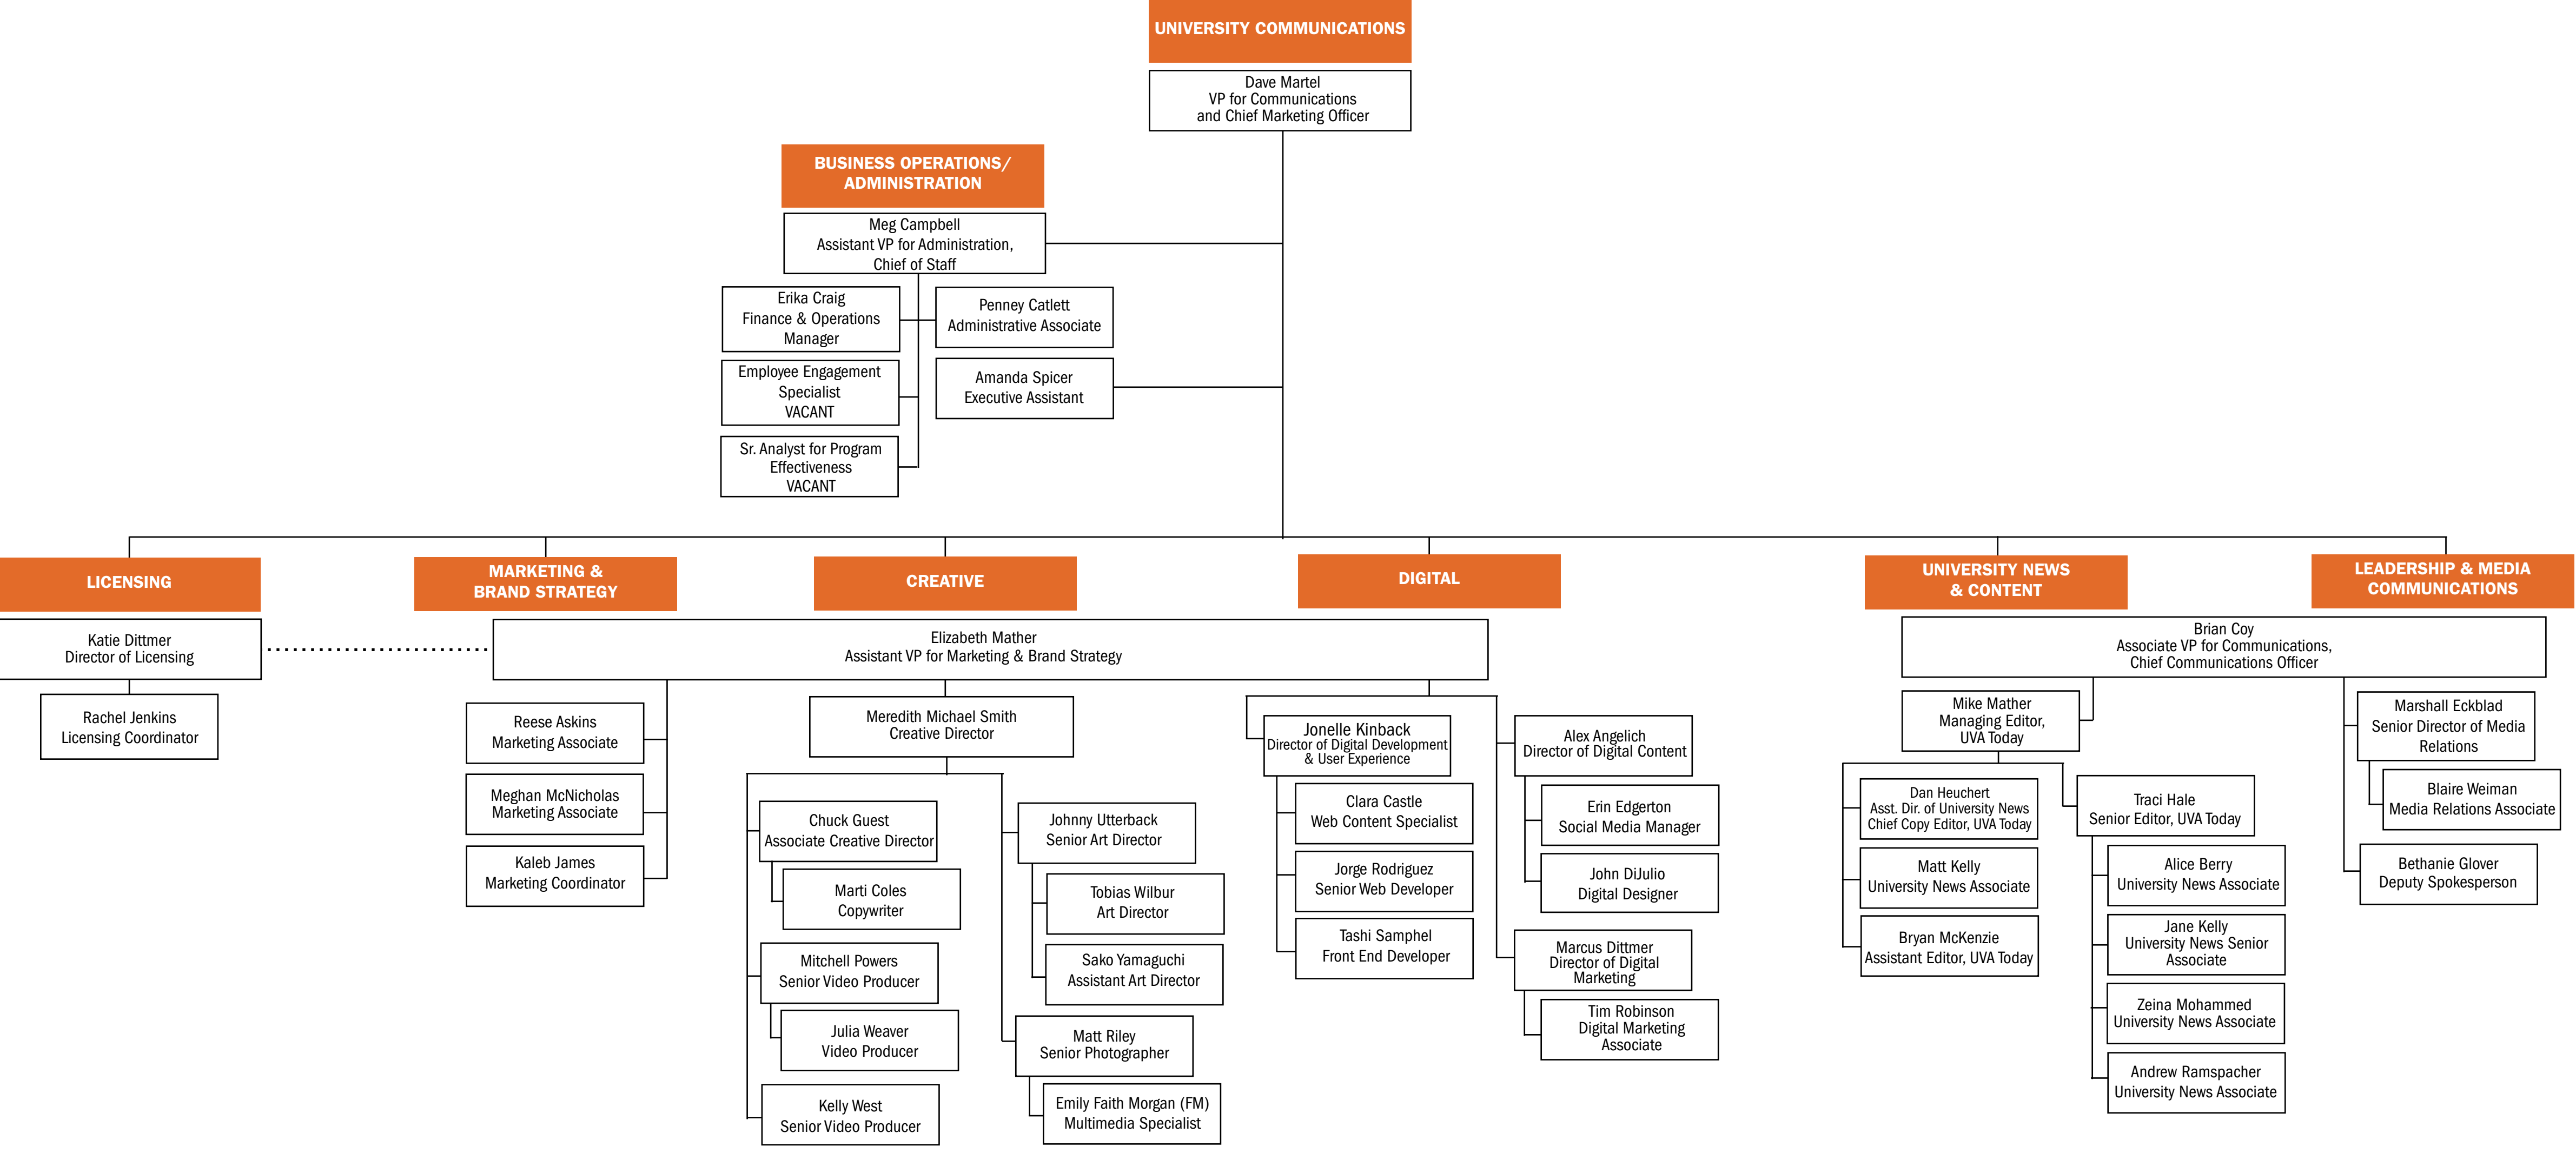 UNIVERSITY COMMUNICATIONS
Dave Martel
VP for Communications
and Chief Marketing Officer
BUSINESS OPERATIONS/
ADMINISTRATION
Meg Campbell
Assistant VP for Administration,
Chief of Staff
Erika Craig
Finance & Operations
Manager
Penney Catlett
Administrative Associate
Employee Engagement
Specialist
VACANT
Amanda Spicer
Executive Assistant
Sr. Analyst for Program
Effectiveness
VACANT
LICENSING
Katie Dittmer
Director of Licensing
Rachel Jenkins
Licensing Coordinator
MARKETING &
BRAND STRATEGY
CREATIVE
DIGITAL
Elizabeth Mather
Assistant VP for Marketing & Brand Strategy
Reese Askins
Marketing Associate
Meghan McNicholas
Marketing Associate
Kaleb James
Marketing Coordinator
Meredith Michael Smith
Creative Director
Chuck Guest
Associate Creative Director
Marti Coles
Copywriter
Mitchell Powers
Senior Video Producer
Julia Weaver
Video Producer
Kelly West
Senior Video Producer
Johnny Utterback
Senior Art Director
Tobias Wilbur
Art Director
Sako Yamaguchi
Assistant Art Director
Matt Riley
Senior Photographer
Emily Faith Morgan (FM)
Multimedia Specialist
Jonelle Kinback
Director of Digital Development
& User Experience
Clara Castle
Web Content Specialist
Jorge Rodriguez
Senior Web Developer
Tashi Samphel
Front End Developer
Alex Angelich
Director of Digital Content
Erin Edgerton
Social Media Manager
John DiJulio
Digital Designer
Marcus Dittmer
Director of Digital
Marketing
Tim Robinson
Digital Marketing
Associate
UNIVERSITY NEWS
& CONTENT
LEADERSHIP & MEDIA
COMMUNICATIONS
Brian Coy
Associate VP for Communications,
Chief Communications Officer
Mike Mather
Managing Editor,
UVA Today
Dan Heuchert
Asst. Dir. of University News
Chief Copy Editor, UVA Today
Matt Kelly
University News Associate
Bryan McKenzie
Assistant Editor, UVA Today
Traci Hale
Senior Editor, UVA Today
Alice Berry
University News Associate
Jane Kelly
University News Senior
Associate
Zeina Mohammed
University News Associate
Andrew Ramspacher
University News Associate
Marshall Eckblad
Senior Director of Media
Relations
Blaire Weiman
Media Relations Associate
Bethanie Glover
Deputy Spokesperson